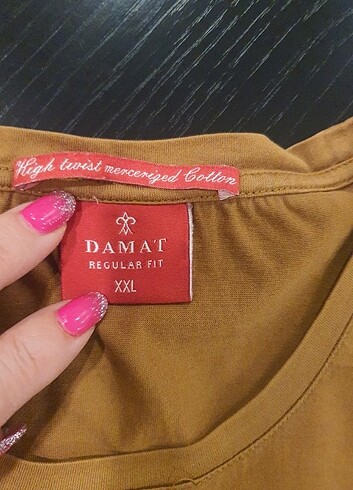 High twist mercerized Cotton
DAMAT
REGULAR FIT
XXL